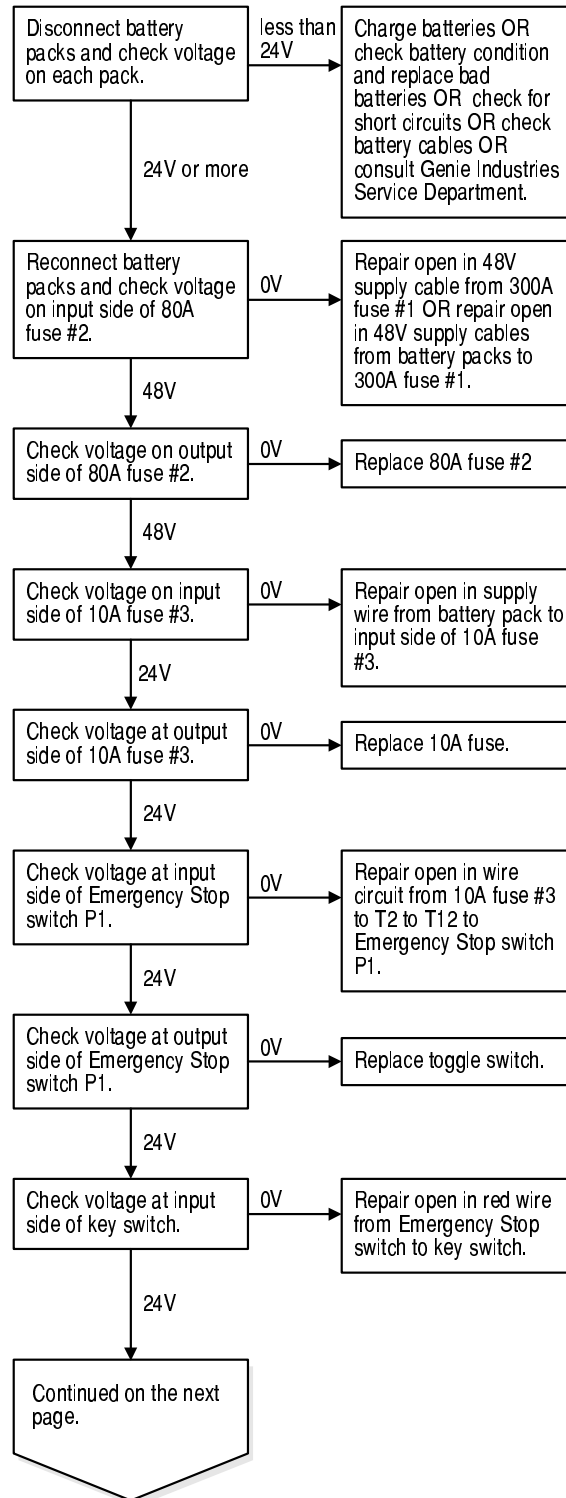 Disconnect battery
packs and check voltage
on each pack.
less than
24V
Charge batteries OR
check battery condition
and replace bad
batteries OR check for
short circuits OR check
battery cables OR
consult Genie Industries
Service Department.
24V or more
Reconnect battery
packs and check voltage
on input side of 80A
fuse #2.
0V
Repair open in 48V
supply cable from 300A
fuse #1 OR repair open
in 48V supply cables
from battery packs to
300A fuse #1.
48V
Check voltage on output
side of 80A fuse #2.
0V
Replace 80A fuse #2
48V
Check voltage on input
side of 10A fuse #3.
0V
Repair open in supply
wire from battery pack to
input side of 10A fuse
#3.
24V
Check voltage at output
side of 10A fuse #3.
0V
Replace 10A fuse.
24V
Check voltage at input
side of Emergency Stop
switch P1.
0V
Repair open in wire
circuit from 10A fuse #3
to T2 to T12 to
Emergency Stop switch
P1.
24V
Check voltage at output
side of Emergency Stop
switch P1.
0V
Replace toggle switch.
24V
Check voltage at input
side of key switch.
0V
Repair open in red wire
from Emergency Stop
switch to key switch.
24V
Continued on the next
page.